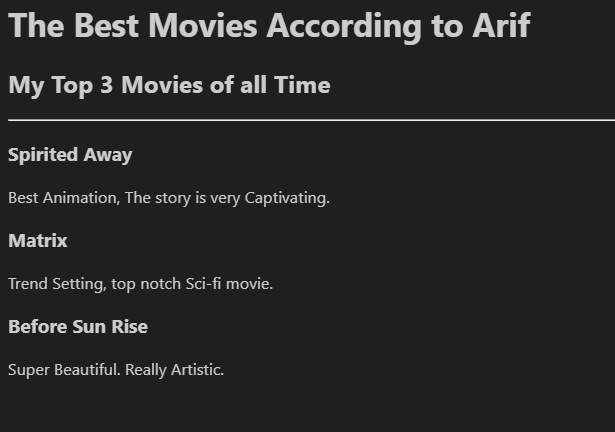 The Best Movies According to Arif
My Top 3 Movies of all Time
Spirited Away
Best Animation, The story is very Captivating.
Matrix
Trend Setting, top notch Sci-fi movie.
Before Sun Rise
Super Beautiful. Really Artistic.